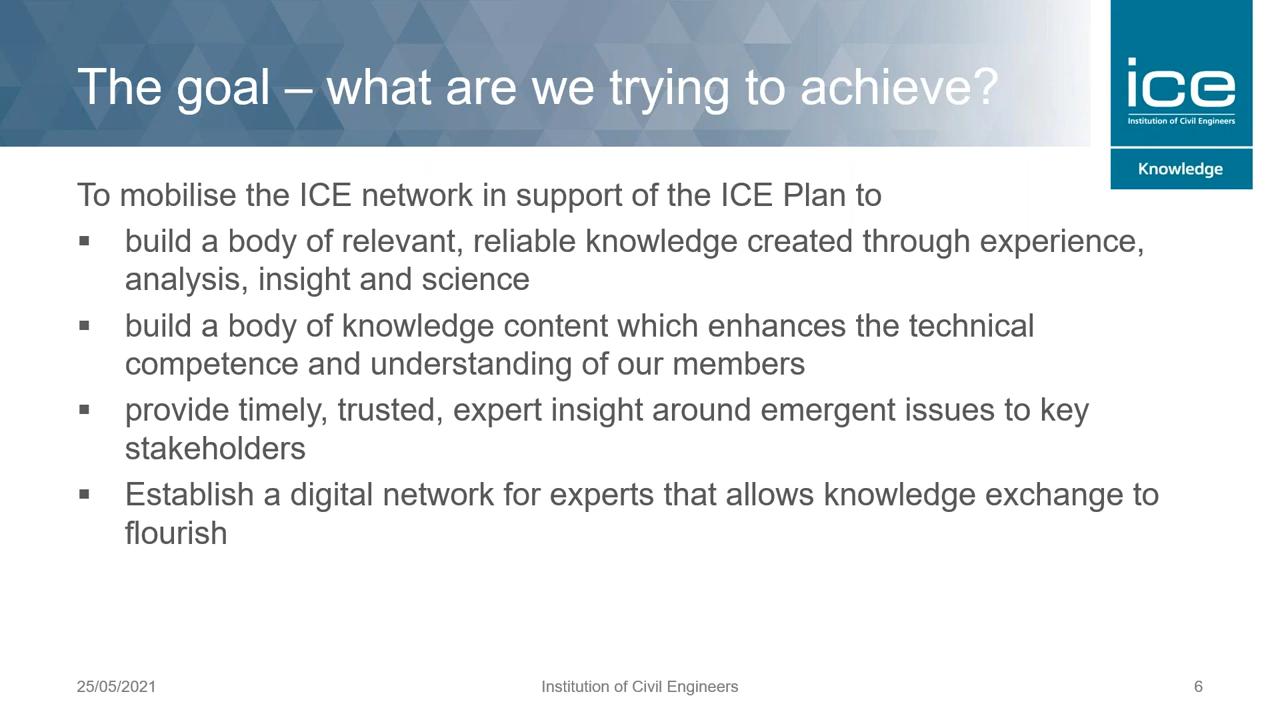 The goal – what are we trying to achieve?
ice
Institution of Civil Engineers
Knowledge
To mobilise the ICE network in support of the ICE Plan to
▪ build a body of relevant, reliable knowledge created through experience,
analysis, insight and science
▪ build a body of knowledge content which enhances the technical
competence and understanding of our members
▪ provide timely, trusted, expert insight around emergent issues to key
stakeholders
▪ Establish a digital network for experts that allows knowledge exchange to
flourish
25/05/2021
Institution of Civil Engineers
6